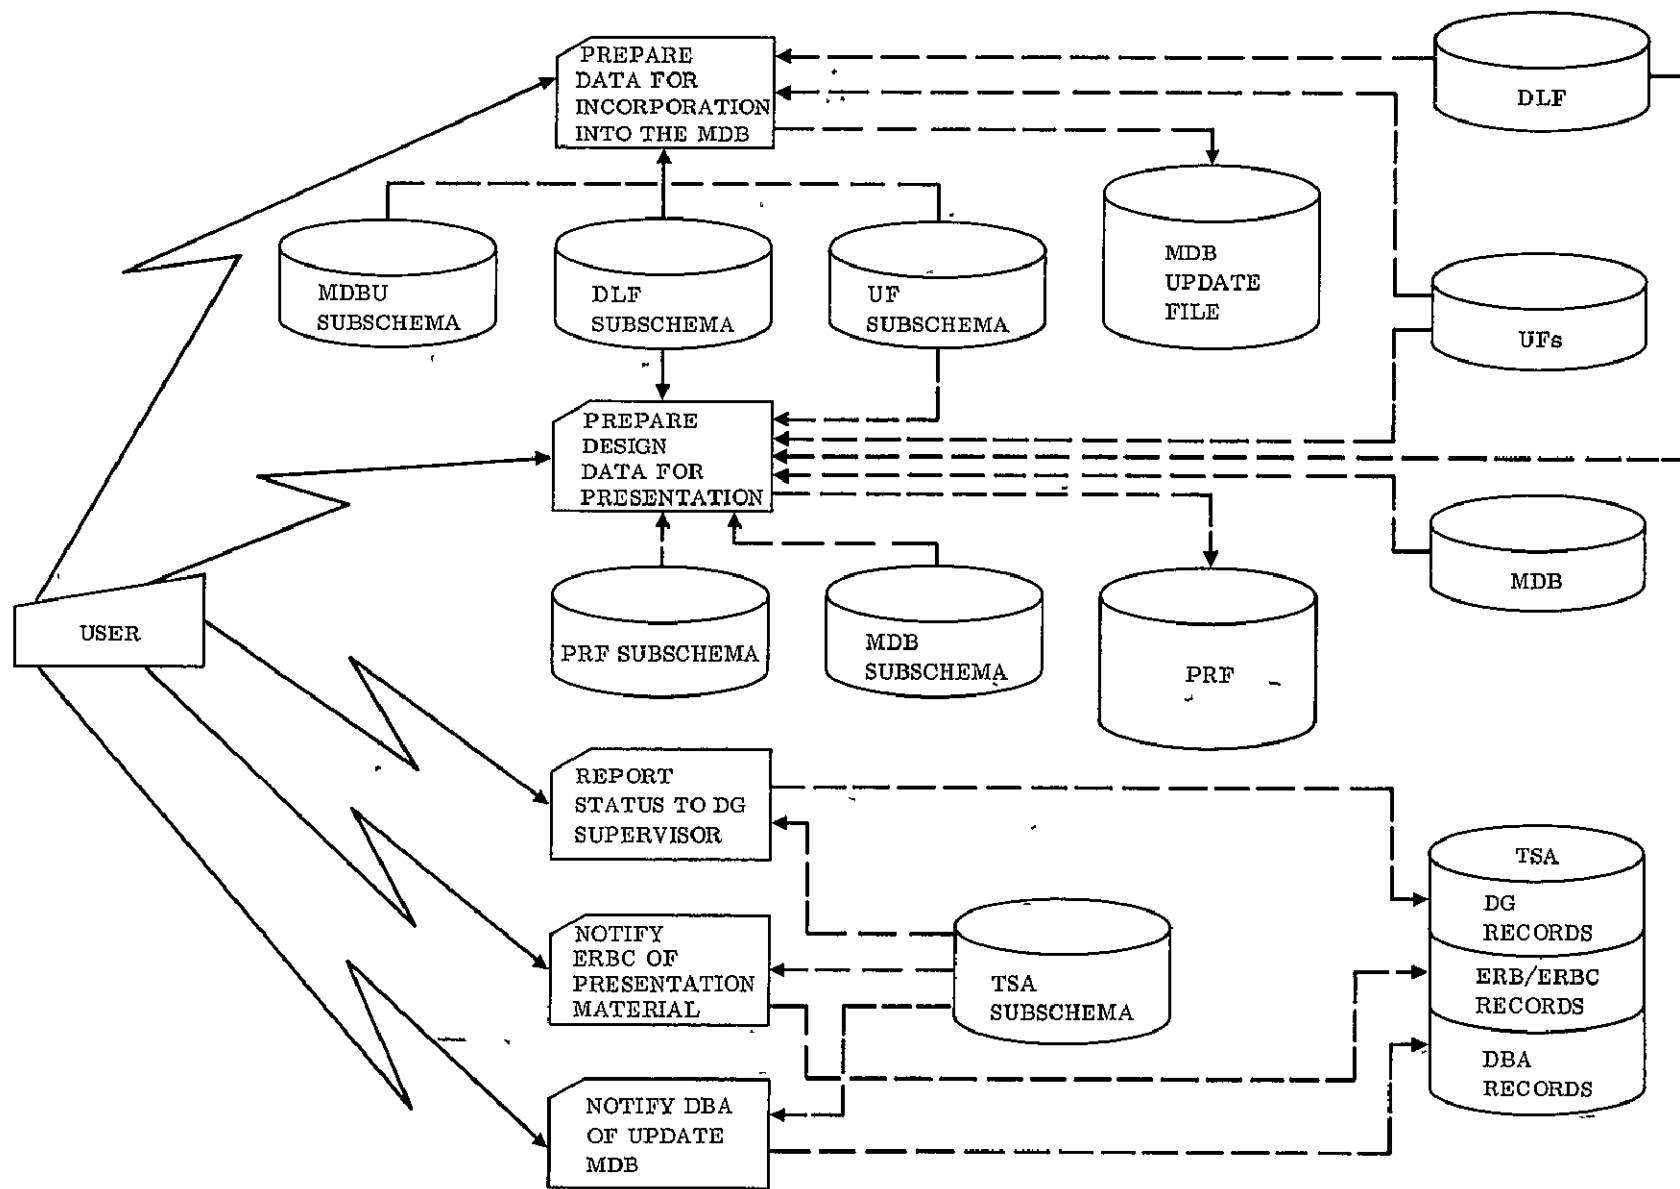 PREPARE
DATA FOR
INCORPORATION
INTO THE MDB
DLF
MDBU
SUBSCHEMA
DLF
SUBSCHEMA
UF
SUBSCHEMA
MDB
UPDATE
FILE
UFs
PREPARE
DESIGN
DATA FOR
PRESENTATION
MDB
USER
PRF SUBSCHEMA
MDB
SUBSCHEMA
PRF
REPORT
STATUS TO DG
SUPERVISOR
TSA
DG
RECORDS
ERB/ERBC
RECORDS
DBA
RECORDS
NOTIFY
ERBC OF
PRESENTATION
MATERIAL
TSA
SUBSCHEMA
NOTIFY DBA
OF UPDATE
MDB